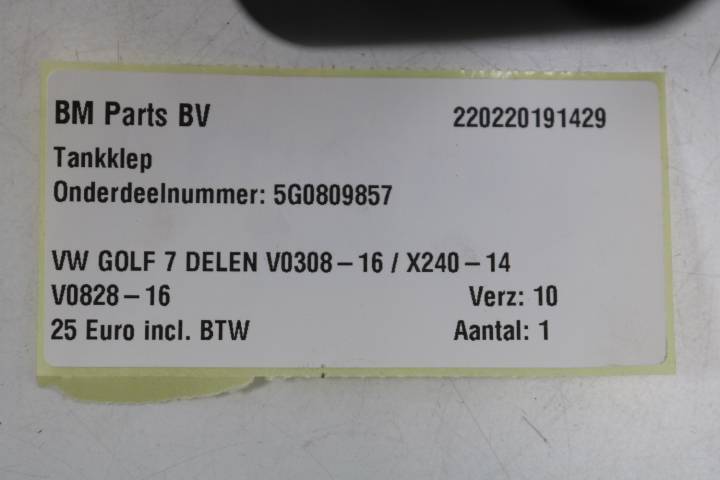 BM Parts BV 220220191429
Tankklep
Onderdeelnummer: 5G0809857
VW GOLF 7 DELEN V0308-16 / X240-14
V0828-16 Verz: 10
25 Euro incl. BTW Aantal: 1